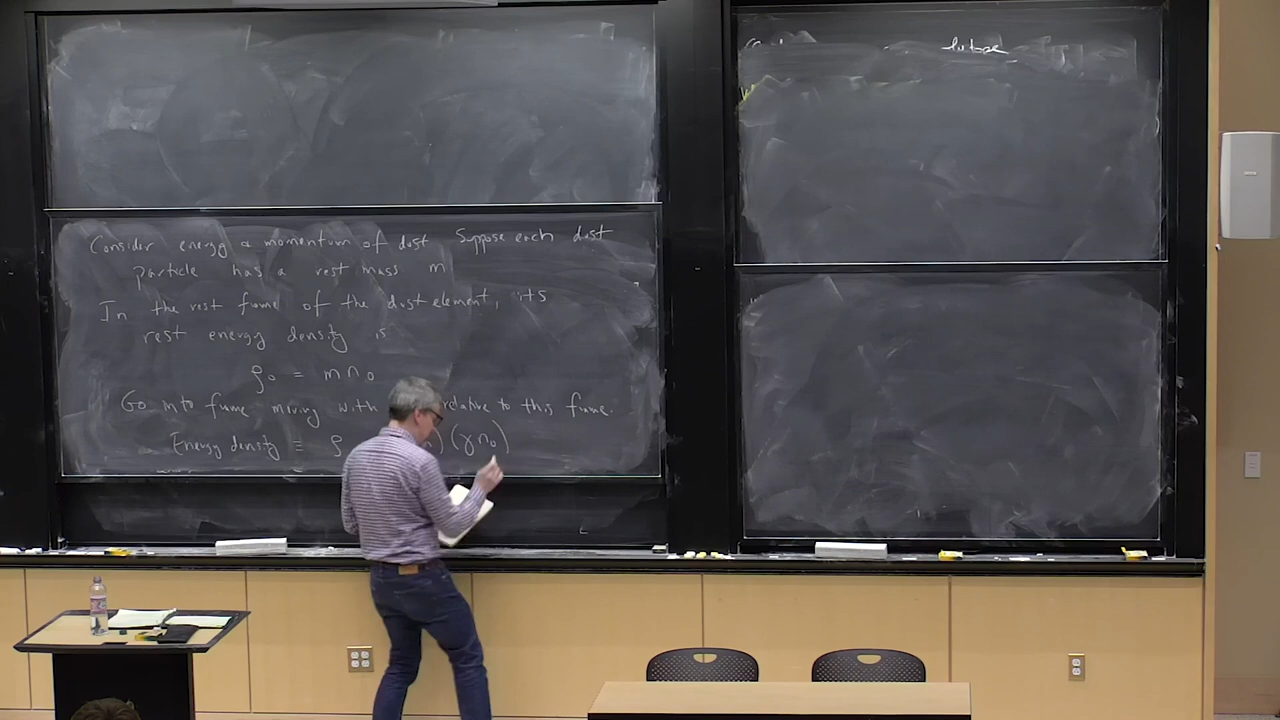 Consider energy & momentum of dust Suppose each dust
particle has a rest mass m
In the rest frame of the dust element, its
rest energy density is
ρ₀ = m n₀
Go into frame moving with relative to this frame.
Energy density = ρ ) (γn₀)